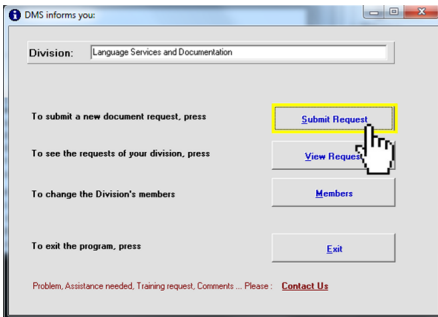 DMS informs you:
Division: Language Services and Documentation
To submit a new document request, press Submit Request
To see the requests of your division, press View Request
To change the Division's members Members
To exit the program, press Exit
Problem, Assistance needed, Training request, Comments ... Please : Contact Us